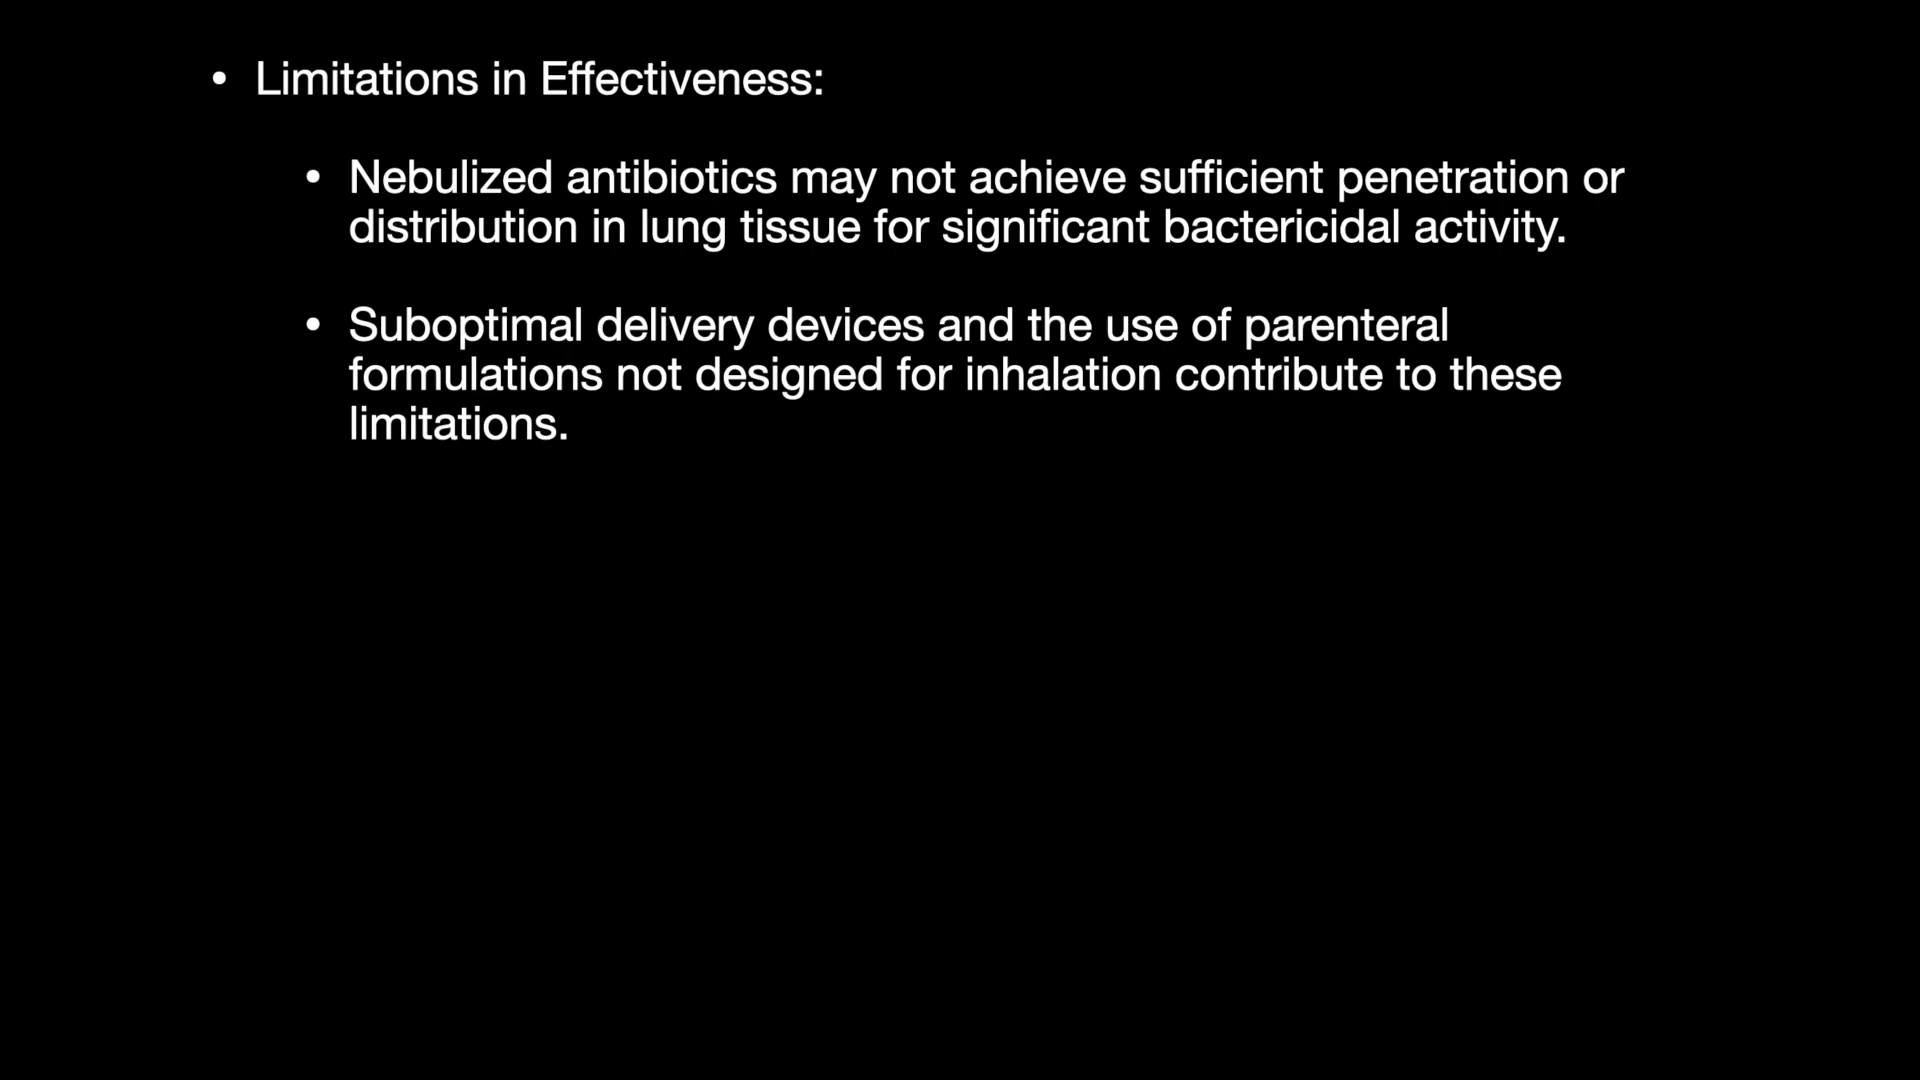 • Limitations in Effectiveness:
• Nebulized antibiotics may not achieve sufficient penetration or
distribution in lung tissue for significant bactericidal activity.
• Suboptimal delivery devices and the use of parenteral
formulations not designed for inhalation contribute to these
limitations.